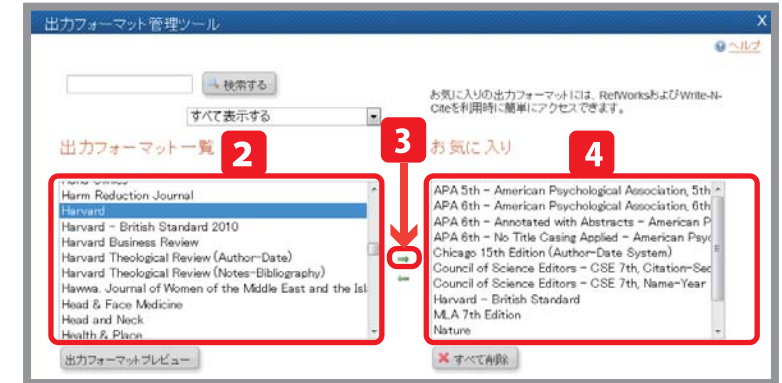 出力フォーマット管理ツール
X
ヘルプ
検索する
お気に入りの出力フォーマットには、RefWorksおよびWrite-N-
Citeを利用時に簡単にアクセスできます。
すべて表示する
出力フォーマット一覧
2
3
お気に入り
4
Harm Reduction Journal
Harvard
Harvard - British Standard 2010
Harvard Business Review
Harvard Theological Review (Author-Date)
Harvard Theological Review (Notes-Bibliography)
Hawwa. Journal of Women of the Middle East and the Isl
Head & Face Medicine
Head and Neck
Health & Place
APA 5th - American Psychological Association, 5th
APA 6th - American Psychological Association, 6th
APA 6th - Annotated with Abstracts - American P
APA 6th - No Title Casing Applied - American Psyc
Chicago 15th Edition (Author-Date System)
Council of Science Editors - CSE 7th, Citation-Sec
Council of Science Editors - CSE 7th, Name-Year
Harvard - British Standard
MLA 7th Edition
Nature
出力フォーマットプレビュー
すべて削除